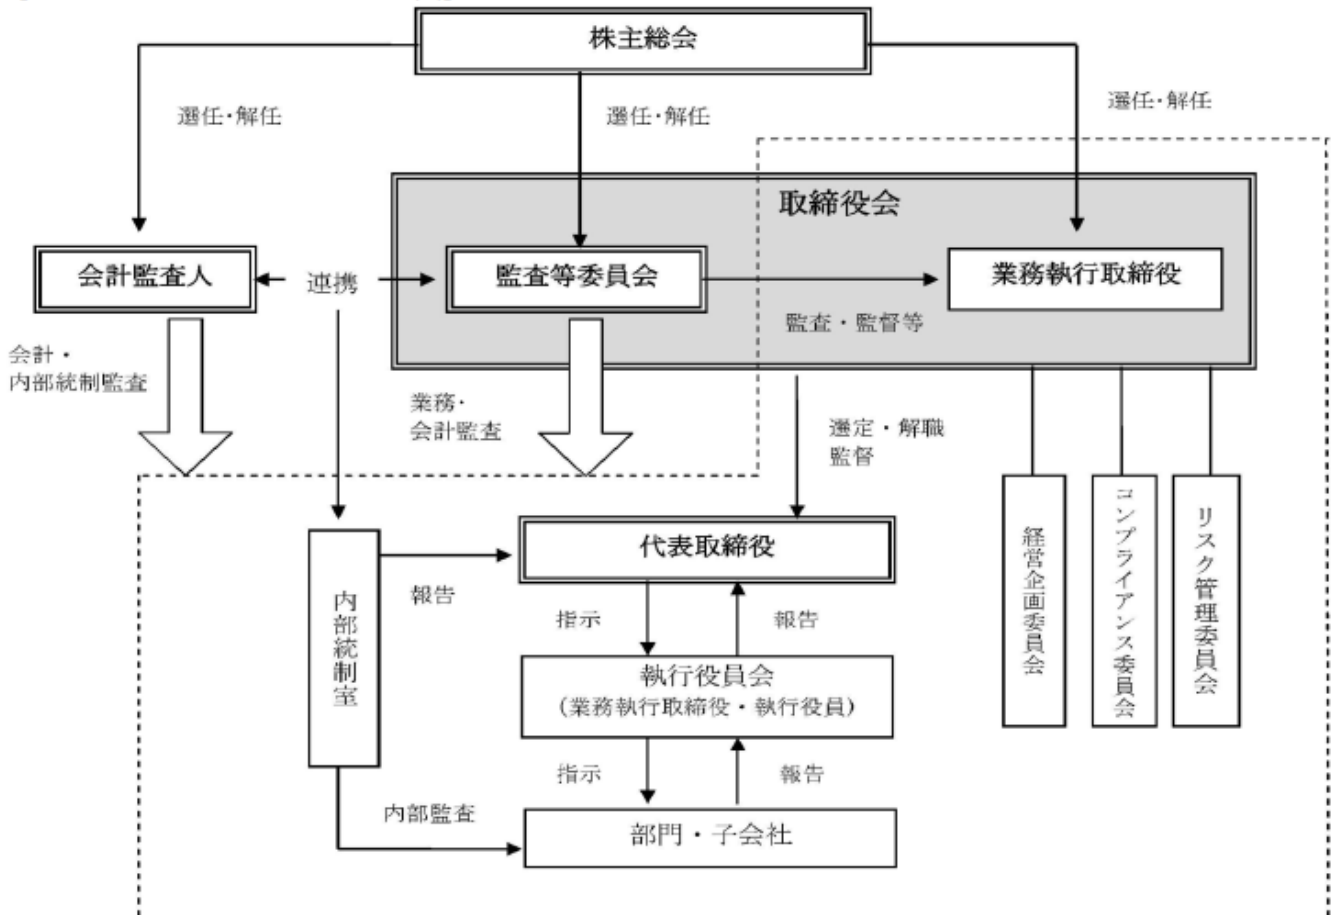 株主総会
選任・解任
選任・解任
選任・解任
取締役会
会計監査人
連携
監査等委員会
業務執行取締役
監査・監督等
会計・
内部統制監査
業務・
会計監査
選定・解職
監督
内部統制室
報告
代表取締役
経営企画委員会
コンプライアンス委員会
リスク管理委員会
指示
報告
執行役員会
(業務執行取締役・執行役員)
指示
報告
内部監査
部門・子会社